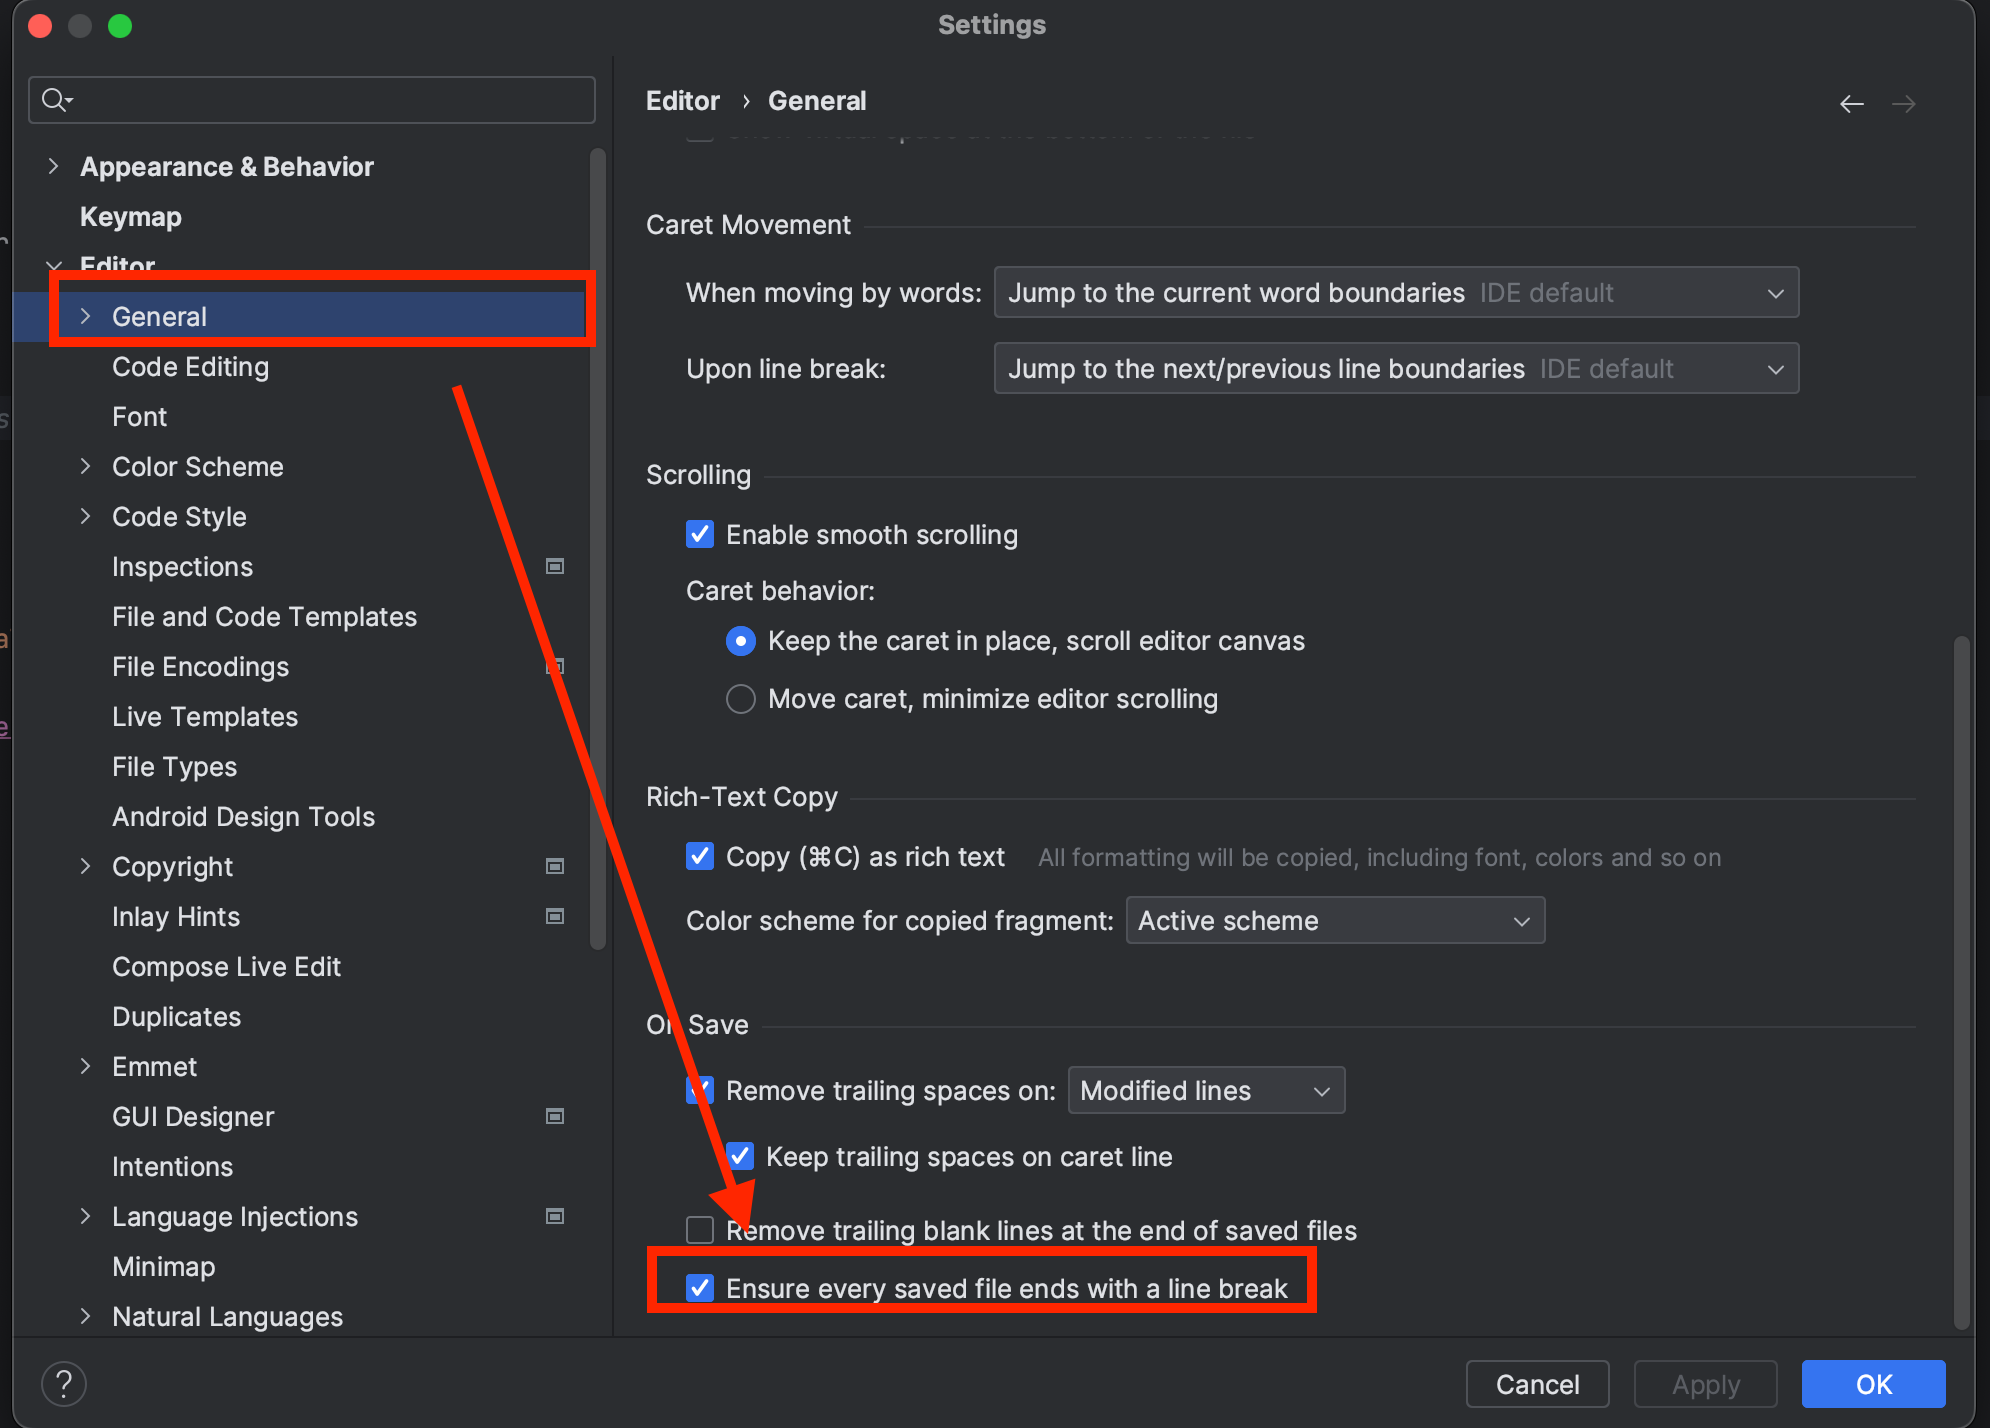 Settings
Appearance & Behavior
Keymap
Editor
General
Code Editing
Font
Color Scheme
Code Style
Inspections
File and Code Templates
File Encodings
Live Templates
File Types
Android Design Tools
Copyright
Inlay Hints
Compose Live Edit
Duplicates
Emmet
GUI Designer
Intentions
Language Injections
Minimap
Natural Languages
Editor › General
Caret Movement
When moving by words: Jump to the current word boundaries IDE default
Upon line break: Jump to the next/previous line boundaries IDE default
Scrolling
Enable smooth scrolling
Caret behavior:
Keep the caret in place, scroll editor canvas
Move caret, minimize editor scrolling
Rich-Text Copy
Copy (⌘C) as rich text All formatting will be copied, including font, colors and so on
Color scheme for copied fragment: Active scheme
On Save
Remove trailing spaces on: Modified lines
Keep trailing spaces on caret line
Remove trailing blank lines at the end of saved files
Ensure every saved file ends with a line break
? Cancel Apply OK